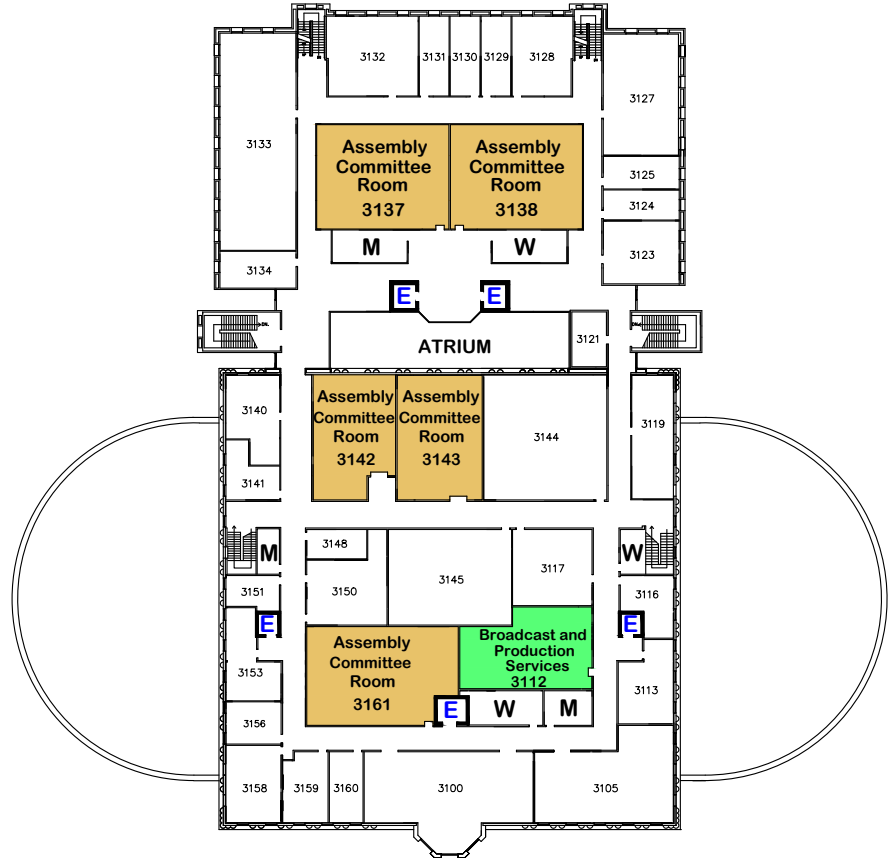 3132
3131
3130
3129
3128
3127
3133
Assembly
Committee
Room
3137
Assembly
Committee
Room
3138
3125
3124
M
W
3123
3134
E
E
DN.
DN.
ATRIUM
3121
3140
Assembly
Committee
Room
3142
Assembly
Committee
Room
3143
3144
3119
3141
M
3148
3145
3117
W
3151
3150
3116
E
E
Assembly
Committee
Room
3161
Broadcast and
Production
Services
3112
3153
3113
3156
E
W
M
3158
3159
3160
3100
3105